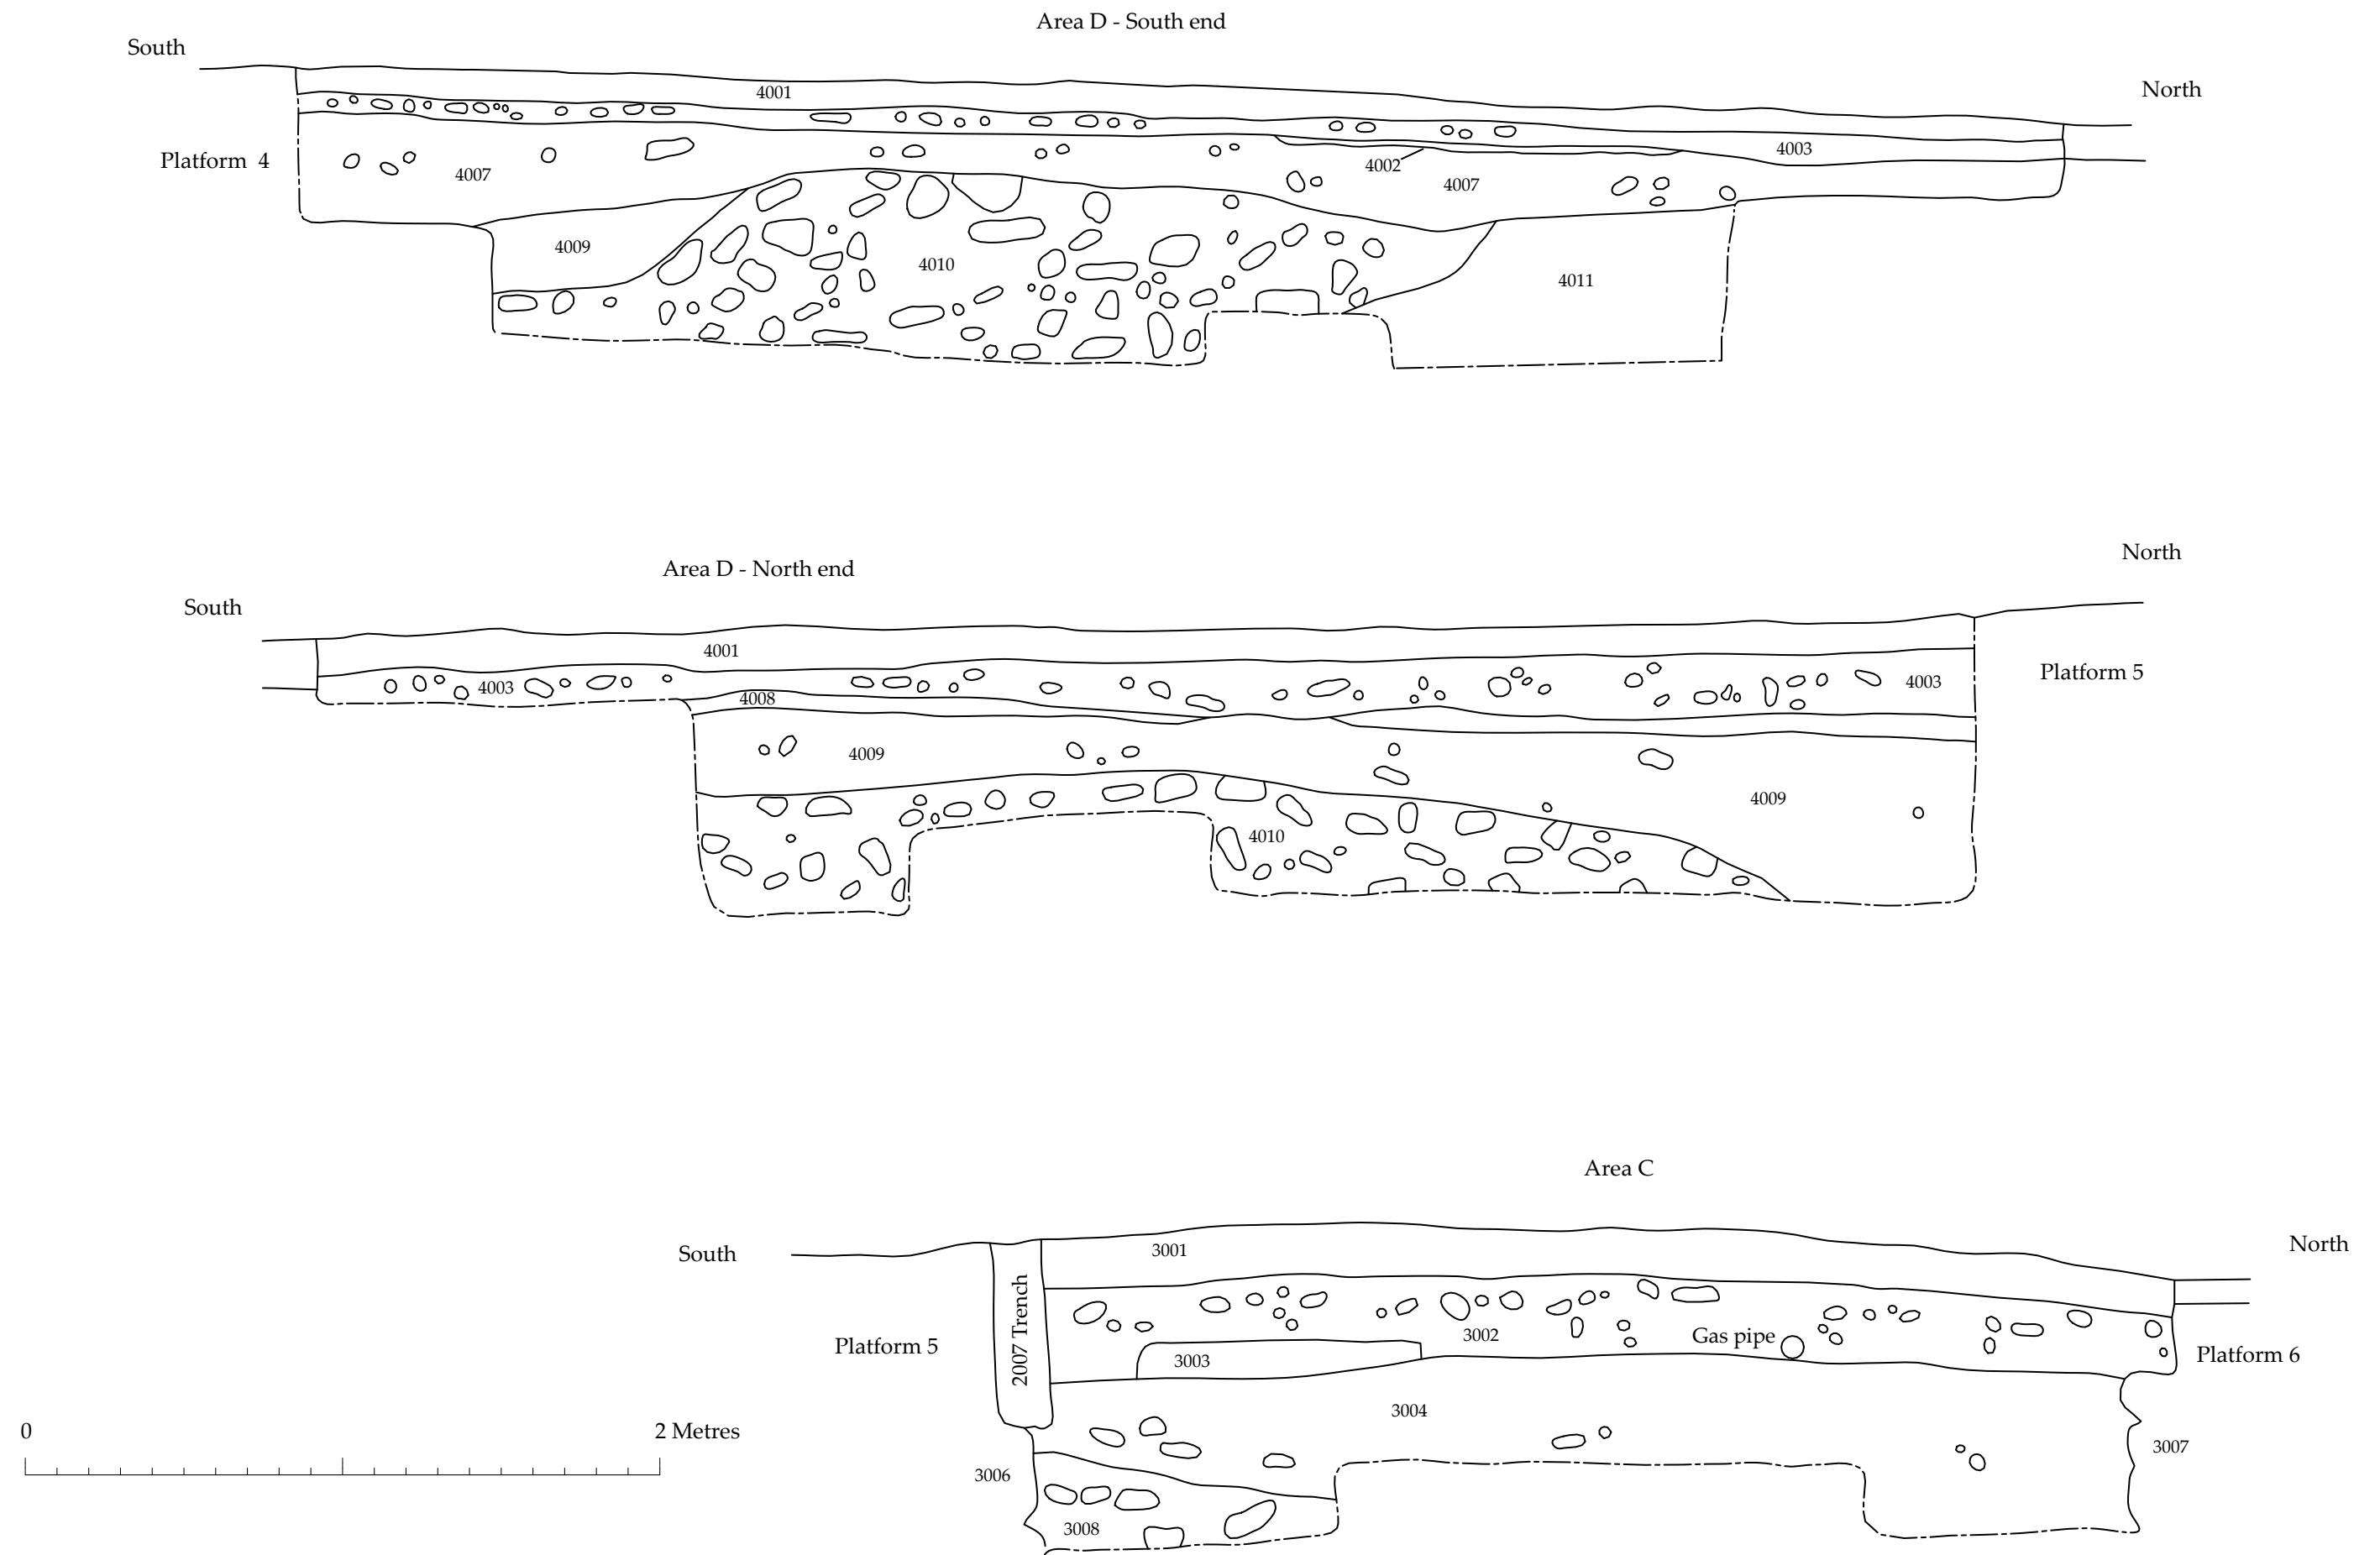 Area D - South end
South
North
4001
4003
4002
Platform 4
4007
4007
4009
4010
4011
Area D - North end
North
South
4001
Platform 5
4003
4003
4008
4009
4009
4010
Area C
South
North
3001
2007 Trench
3002
Gas pipe
Platform 5
3003
Platform 6
3004
0
2 Metres
3007
3006
3008